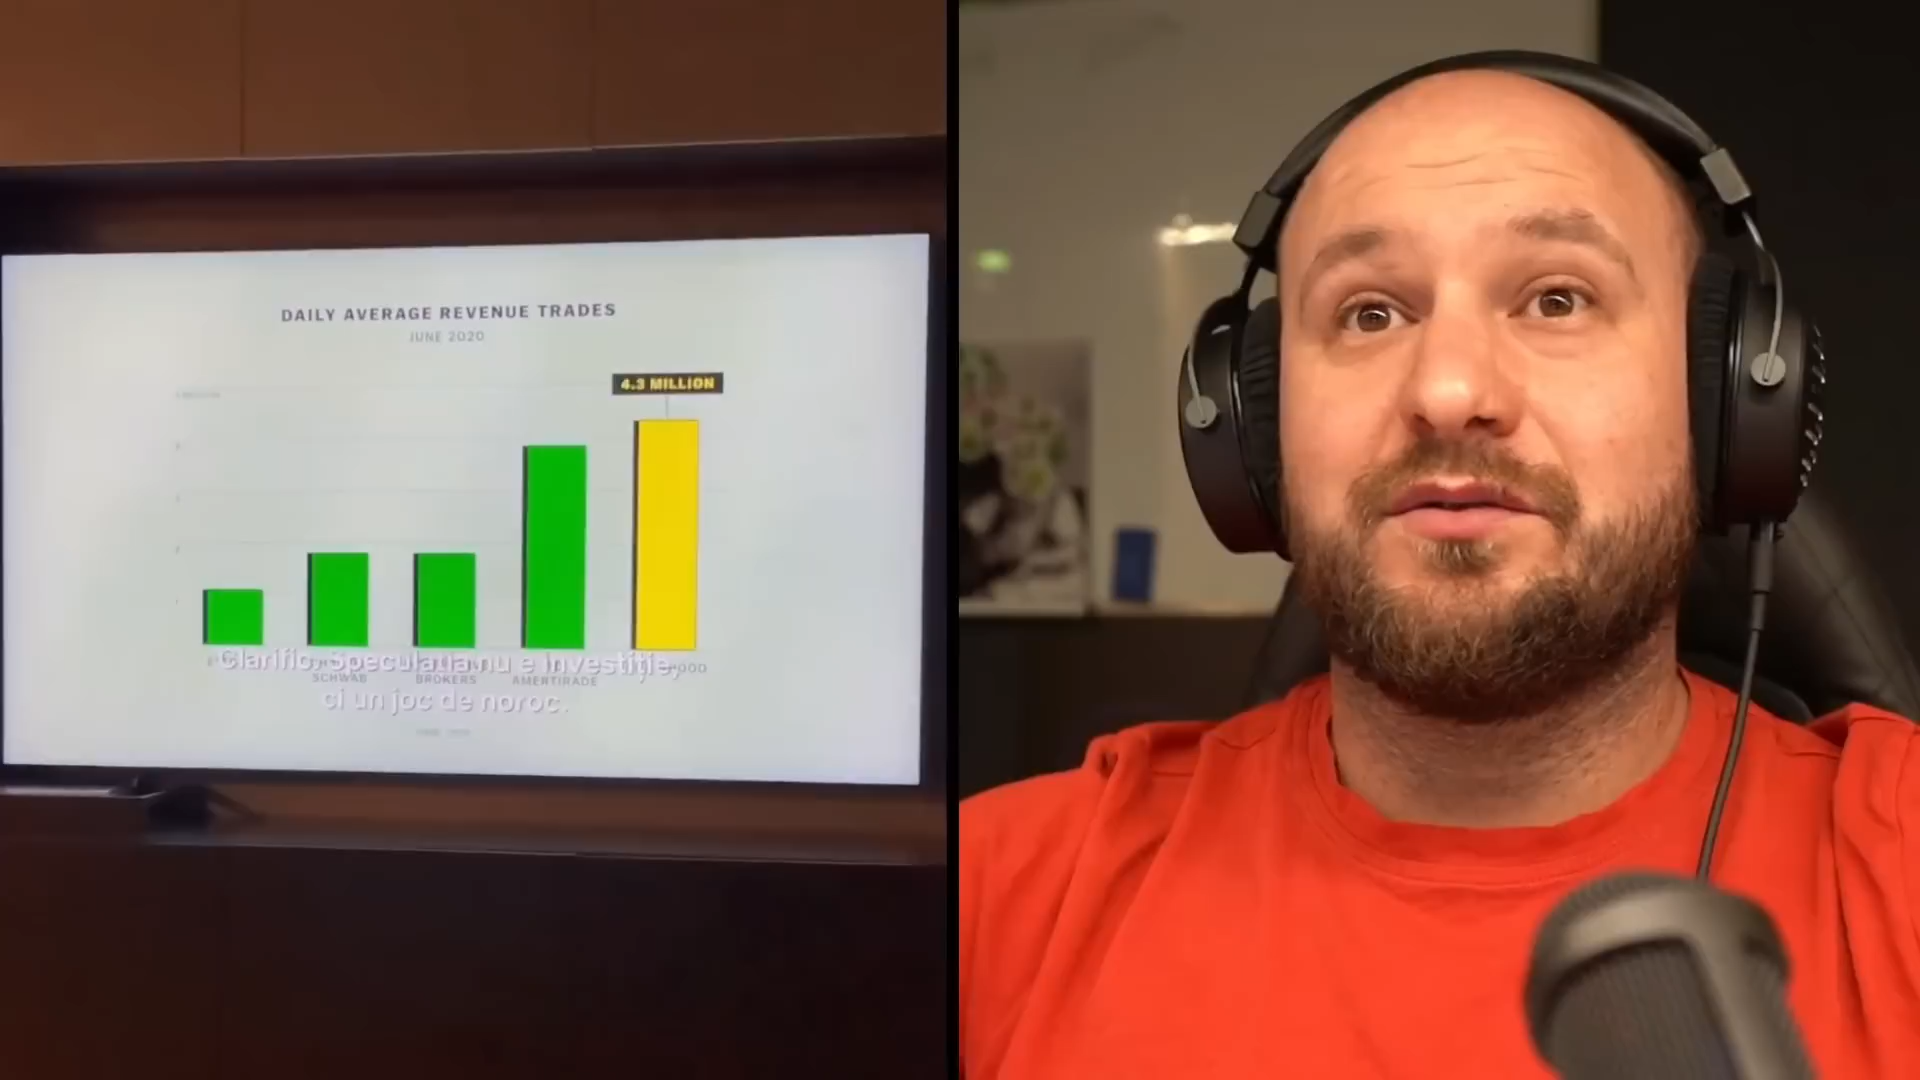 DAILY AVERAGE REVENUE TRADES
JUNE 2020
4.3 MILLION
Clarific. Speculația nu e investiție,
SCHWAB BROKERS AMERITRADE
ci un joc de noroc.